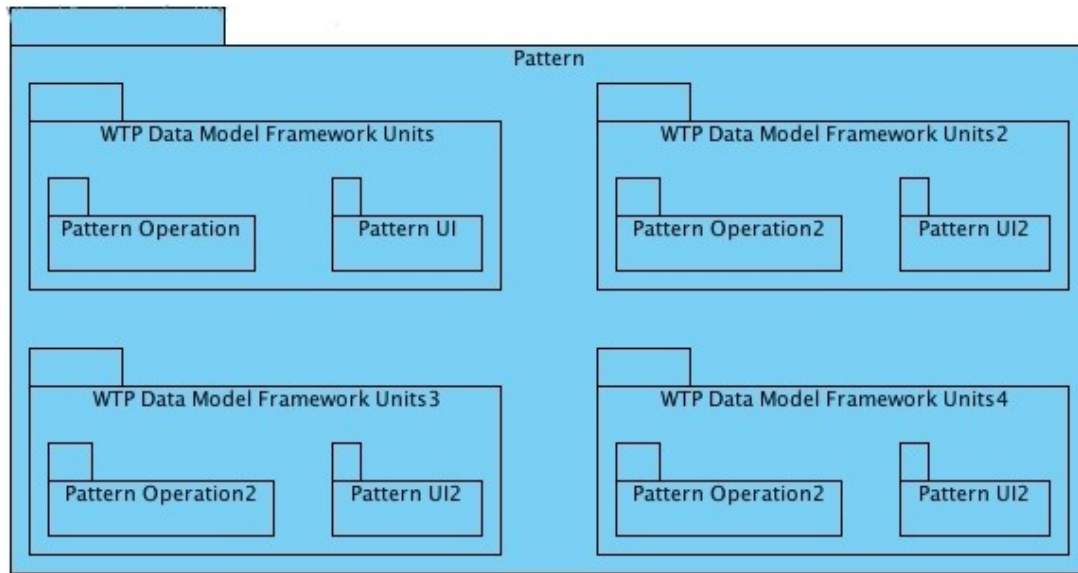 Pattern
WTP Data Model Framework Units
Pattern Operation
Pattern UI
WTP Data Model Framework Units2
Pattern Operation2
Pattern UI2
WTP Data Model Framework Units3
Pattern Operation2
Pattern UI2
WTP Data Model Framework Units4
Pattern Operation2
Pattern UI2